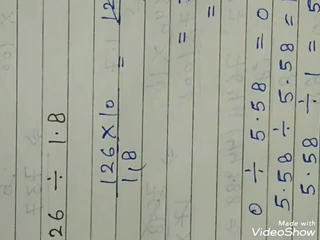 26 ÷ 1.8
126 × 10
1.8
=
=
=
0 ÷ 5.58 = 0
5.58 ÷ 5.58 =
5.58 ÷ 1 = 5
Made with
VideoShow